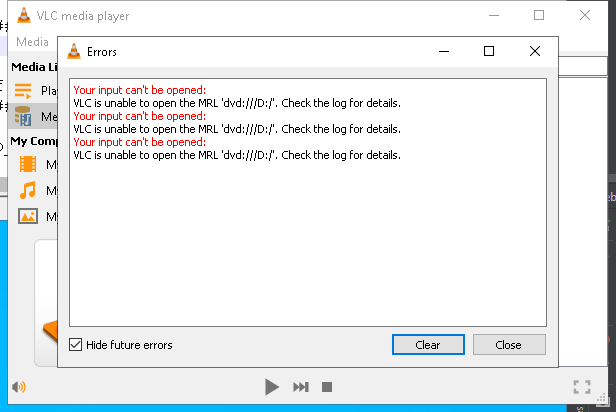 VLC media player
Media
Errors
Media Li
Your input can't be opened:
VLC is unable to open the MRL 'dvd:///D:/'. Check the log for details.
Your input can't be opened:
VLC is unable to open the MRL 'dvd:///D:/'. Check the log for details.
Your input can't be opened:
VLC is unable to open the MRL 'dvd:///D:/'. Check the log for details.
Play
Me
My Comp
My
My
My
Hide future errors
Clear
Close